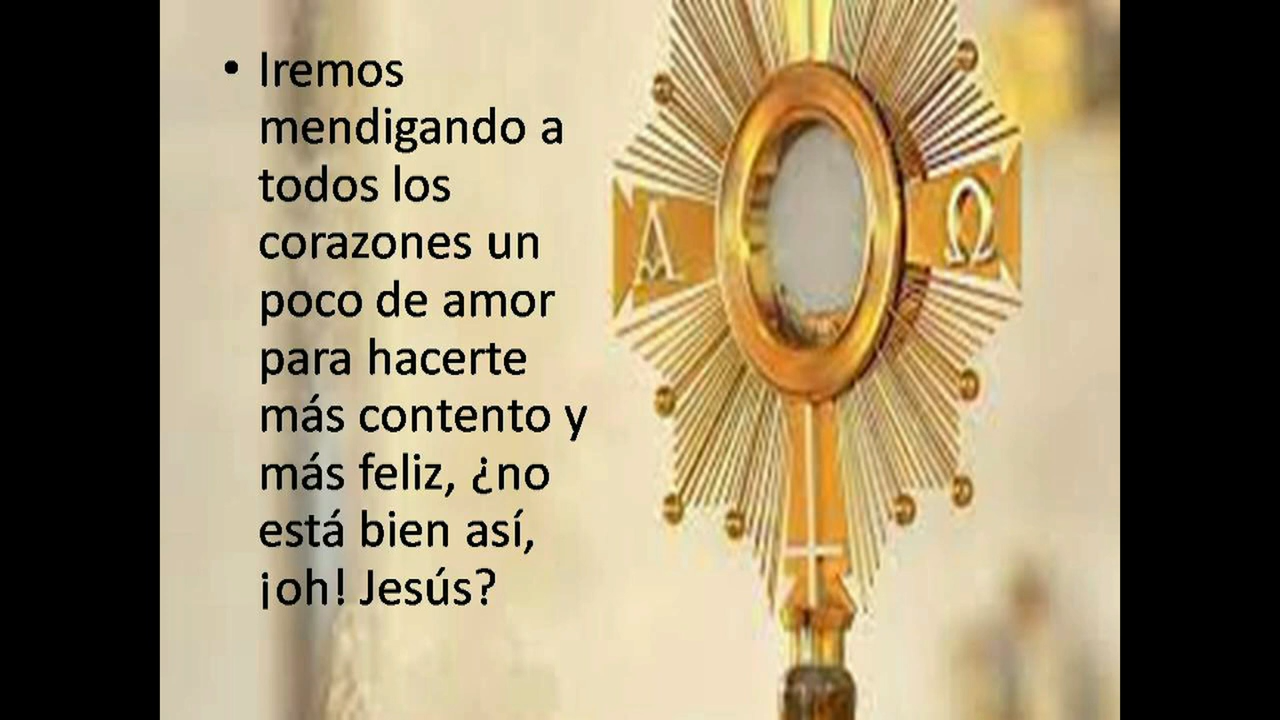 • Iremos
mendigando a
todos los
corazones un
poco de amor
para hacerte
más contento y
más feliz, ¿no
está bien así,
¡oh! Jesús?
Α
Ω